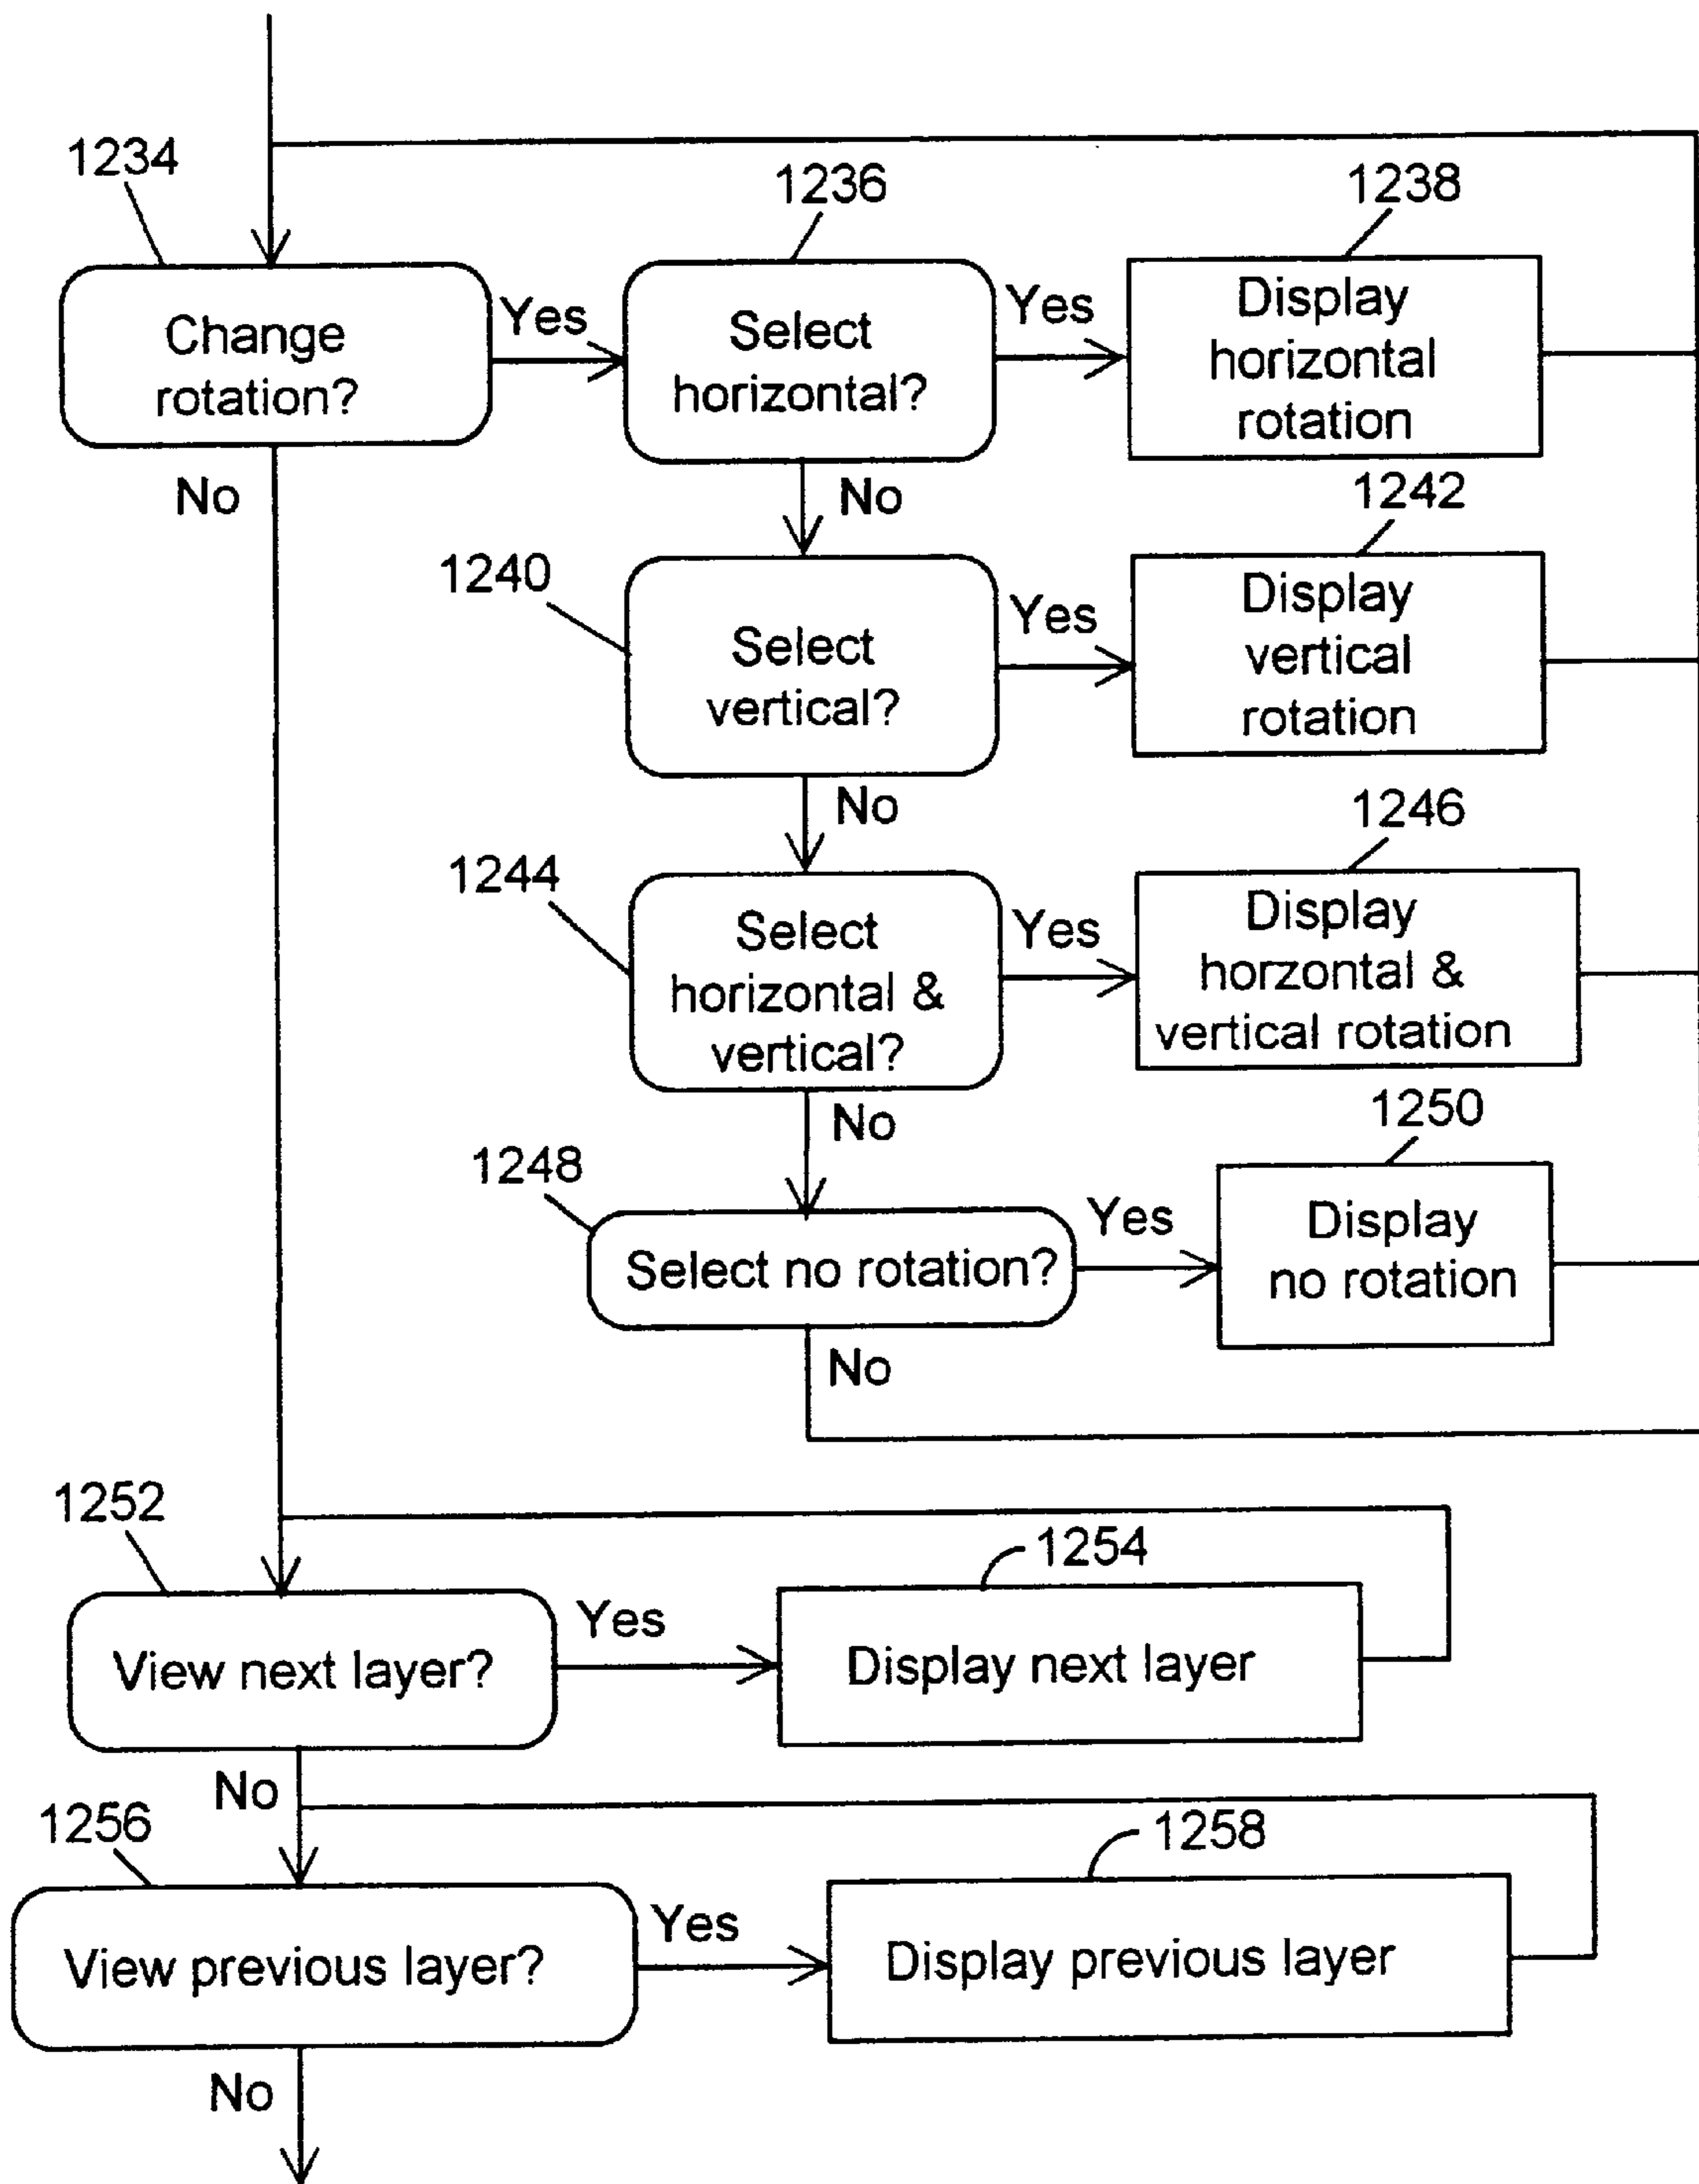 1234
1236
1238
Change
rotation?
Yes
Select
horizontal?
Yes
Display
horizontal
rotation
No
No
1240
1242
Select
vertical?
Yes
Display
vertical
rotation
No
1244
1246
Select
horizontal &
vertical?
Yes
Display
horzontal &
vertical rotation
No
1248
1250
Select no rotation?
Yes
Display
no rotation
No
1252
1254
View next layer?
Yes
Display next layer
No
1256
1258
View previous layer?
Yes
Display previous layer
No